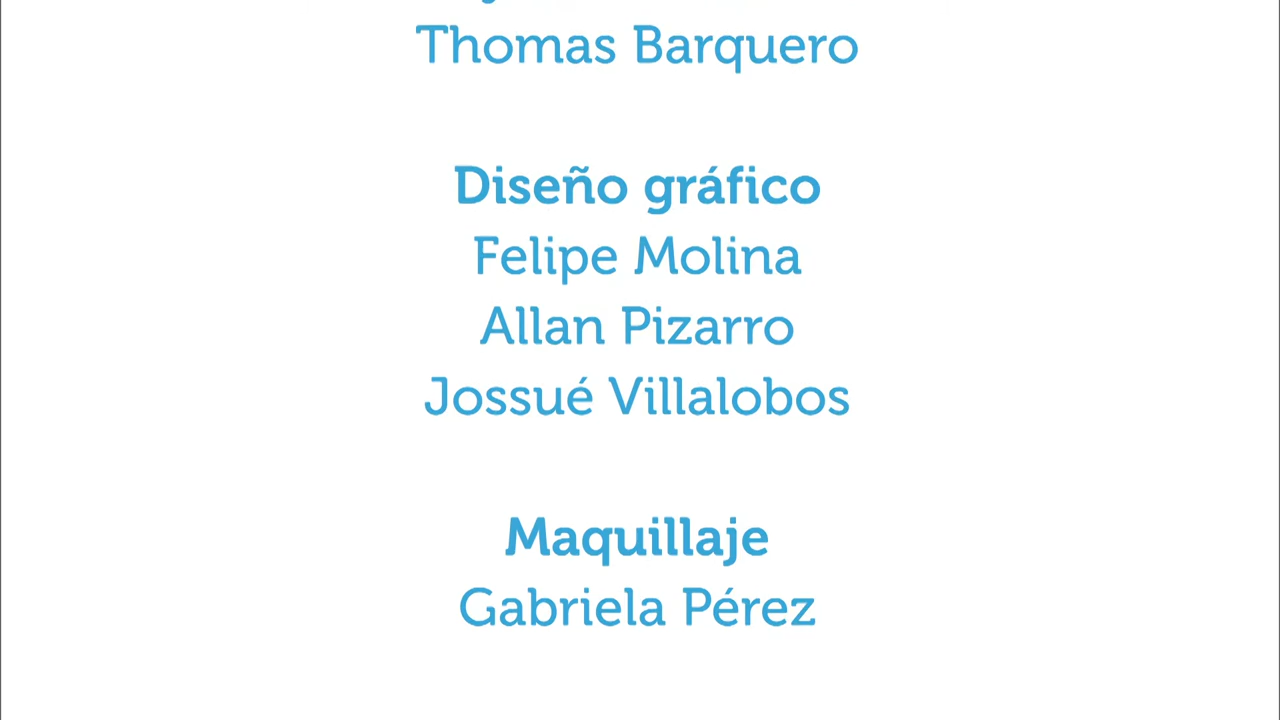 Thomas Barquero
Diseño gráfico
Felipe Molina
Allan Pizarro
Jossué Villalobos
Maquillaje
Gabriela Pérez